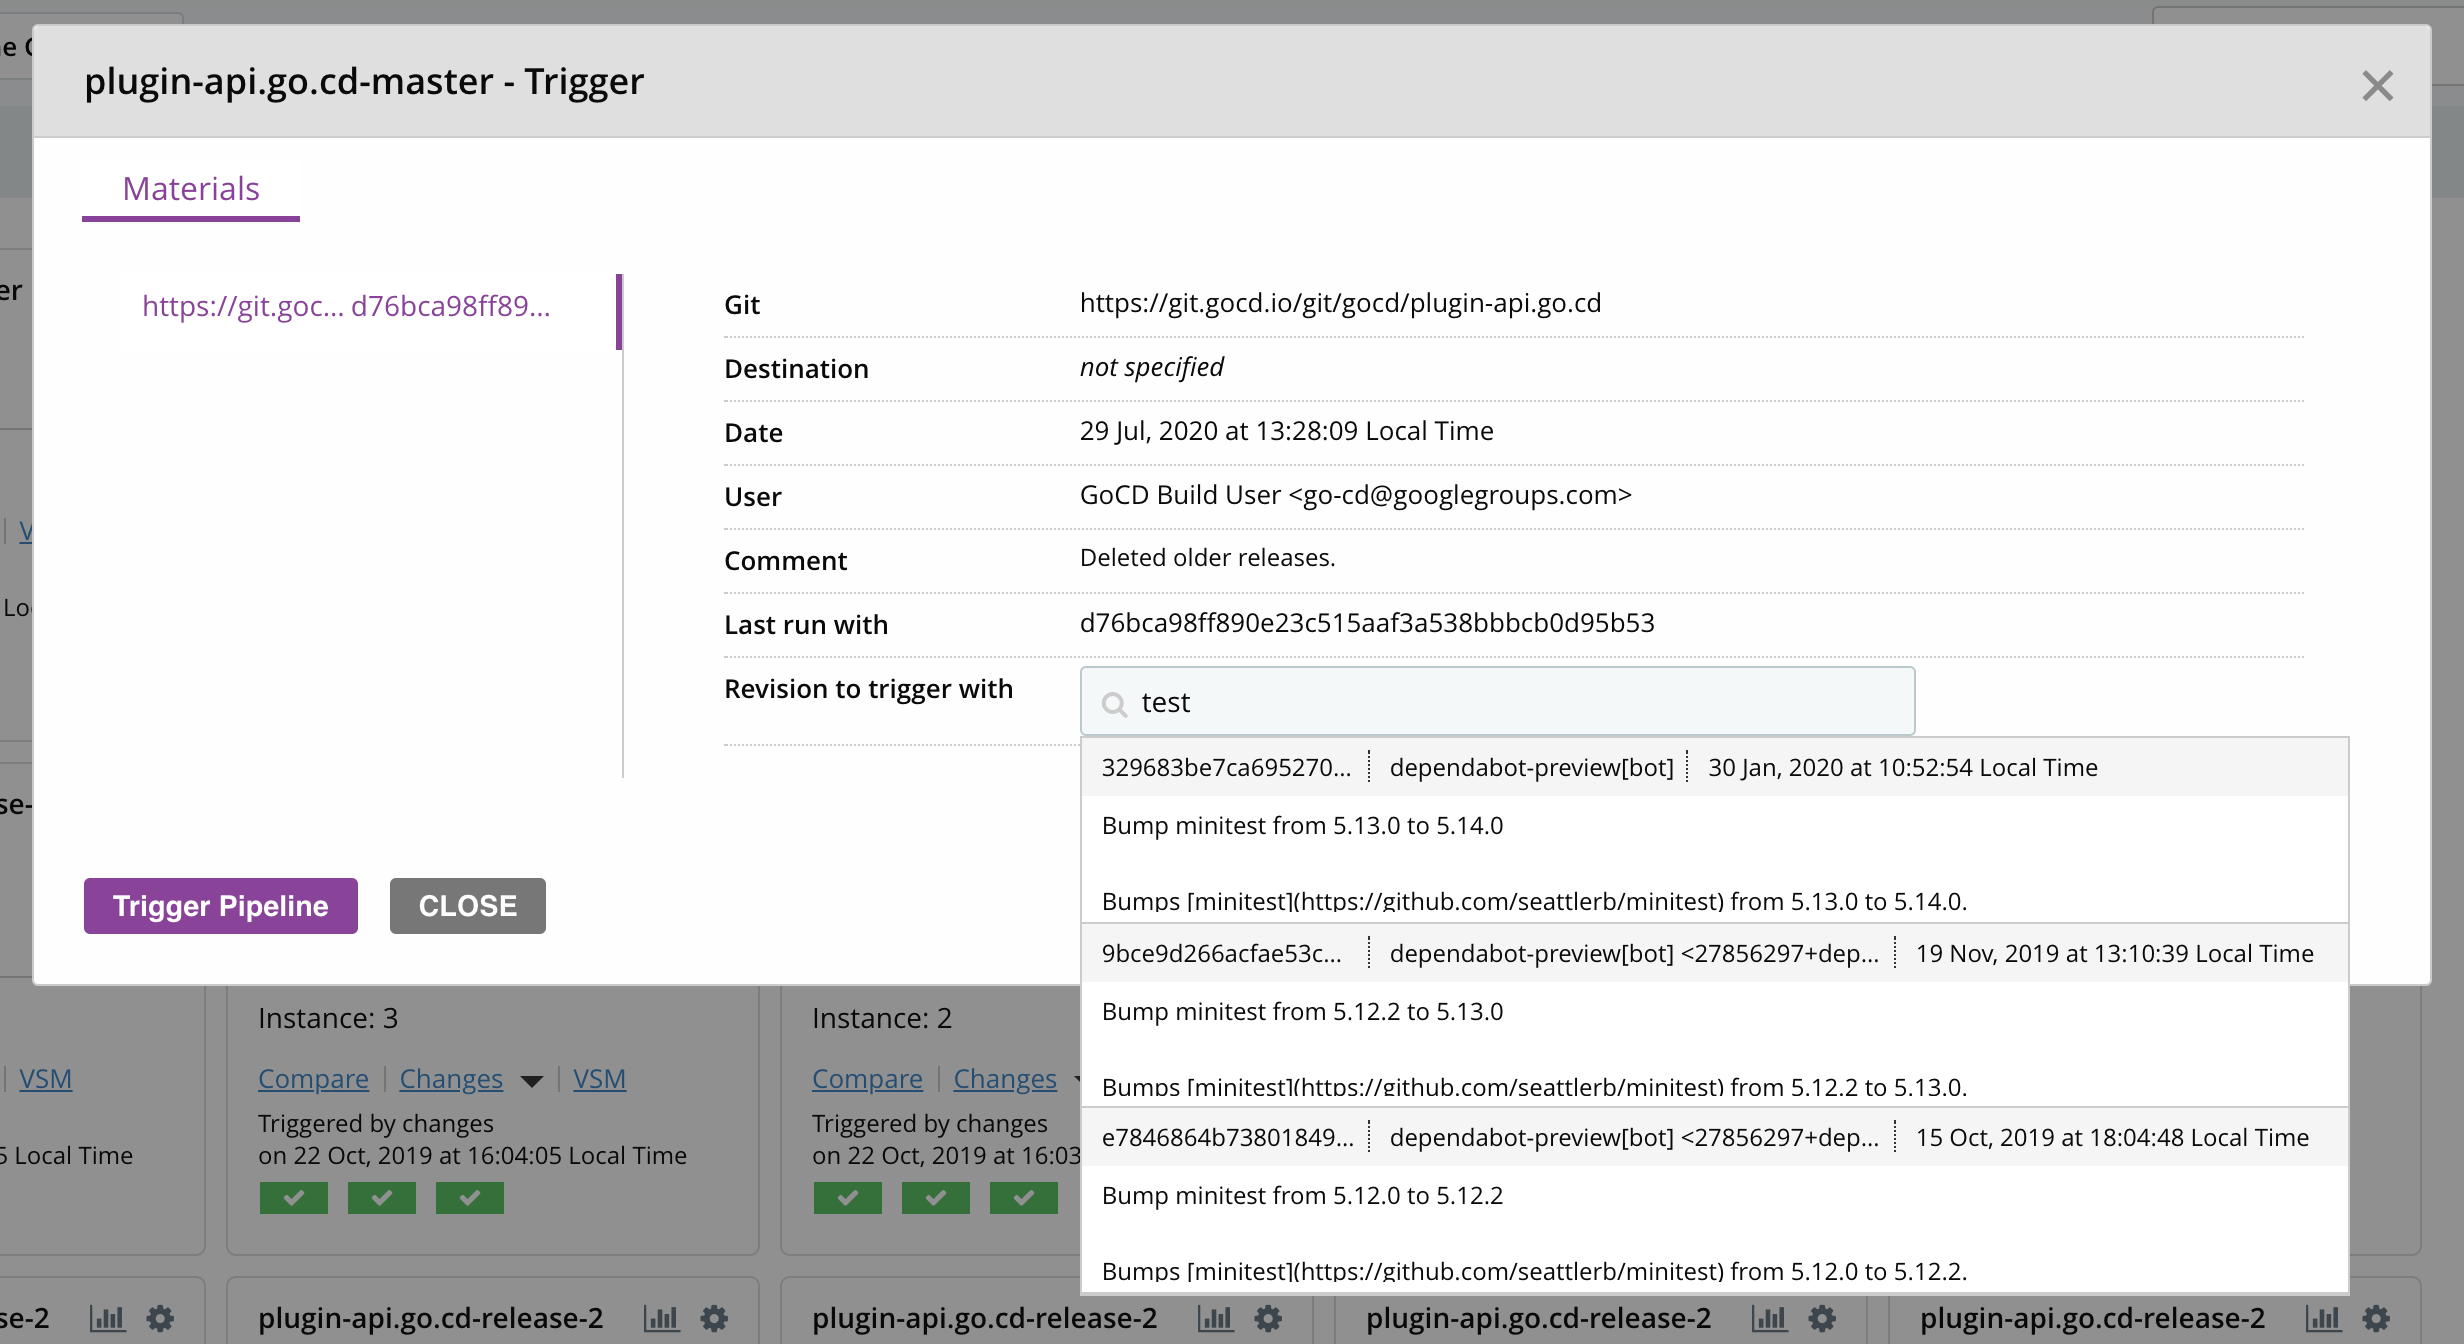 plugin-api.go.cd-master - Trigger
Materials
https://git.goc... d76bca98ff89...
Git https://git.gocd.io/git/gocd/plugin-api.go.cd
Destination not specified
Date 29 Jul, 2020 at 13:28:09 Local Time
User GoCD Build User <go-cd@googlegroups.com>
Comment Deleted older releases.
Last run with d76bca98ff890e23c515aaf3a538bbbcb0d95b53
Revision to trigger with test
329683be7ca695270... dependabot-preview[bot] 30 Jan, 2020 at 10:52:54 Local Time
Bump minitest from 5.13.0 to 5.14.0
Bumps [minitest](https://github.com/seattlerb/minitest) from 5.13.0 to 5.14.0.
9bce9d266acfae53c... dependabot-preview[bot] <27856297+dep... 19 Nov, 2019 at 13:10:39 Local Time
Bump minitest from 5.12.2 to 5.13.0
Bumps [minitest](https://github.com/seattlerb/minitest) from 5.12.2 to 5.13.0.
e7846864b73801849... dependabot-preview[bot] <27856297+dep... 15 Oct, 2019 at 18:04:48 Local Time
Bump minitest from 5.12.0 to 5.12.2
Bumps [minitest](https://github.com/seattlerb/minitest) from 5.12.0 to 5.12.2.
Trigger Pipeline CLOSE
VSM
5 Local Time
Instance: 3
Compare Changes VSM
Triggered by changes
on 22 Oct, 2019 at 16:04:05 Local Time
Instance: 2
Compare Changes
Triggered by changes
on 22 Oct, 2019 at 16:03
se-2 plugin-api.go.cd-release-2 plugin-api.go.cd-release-2 plugin-api.go.cd-release-2 plugin-api.go.cd-release-2